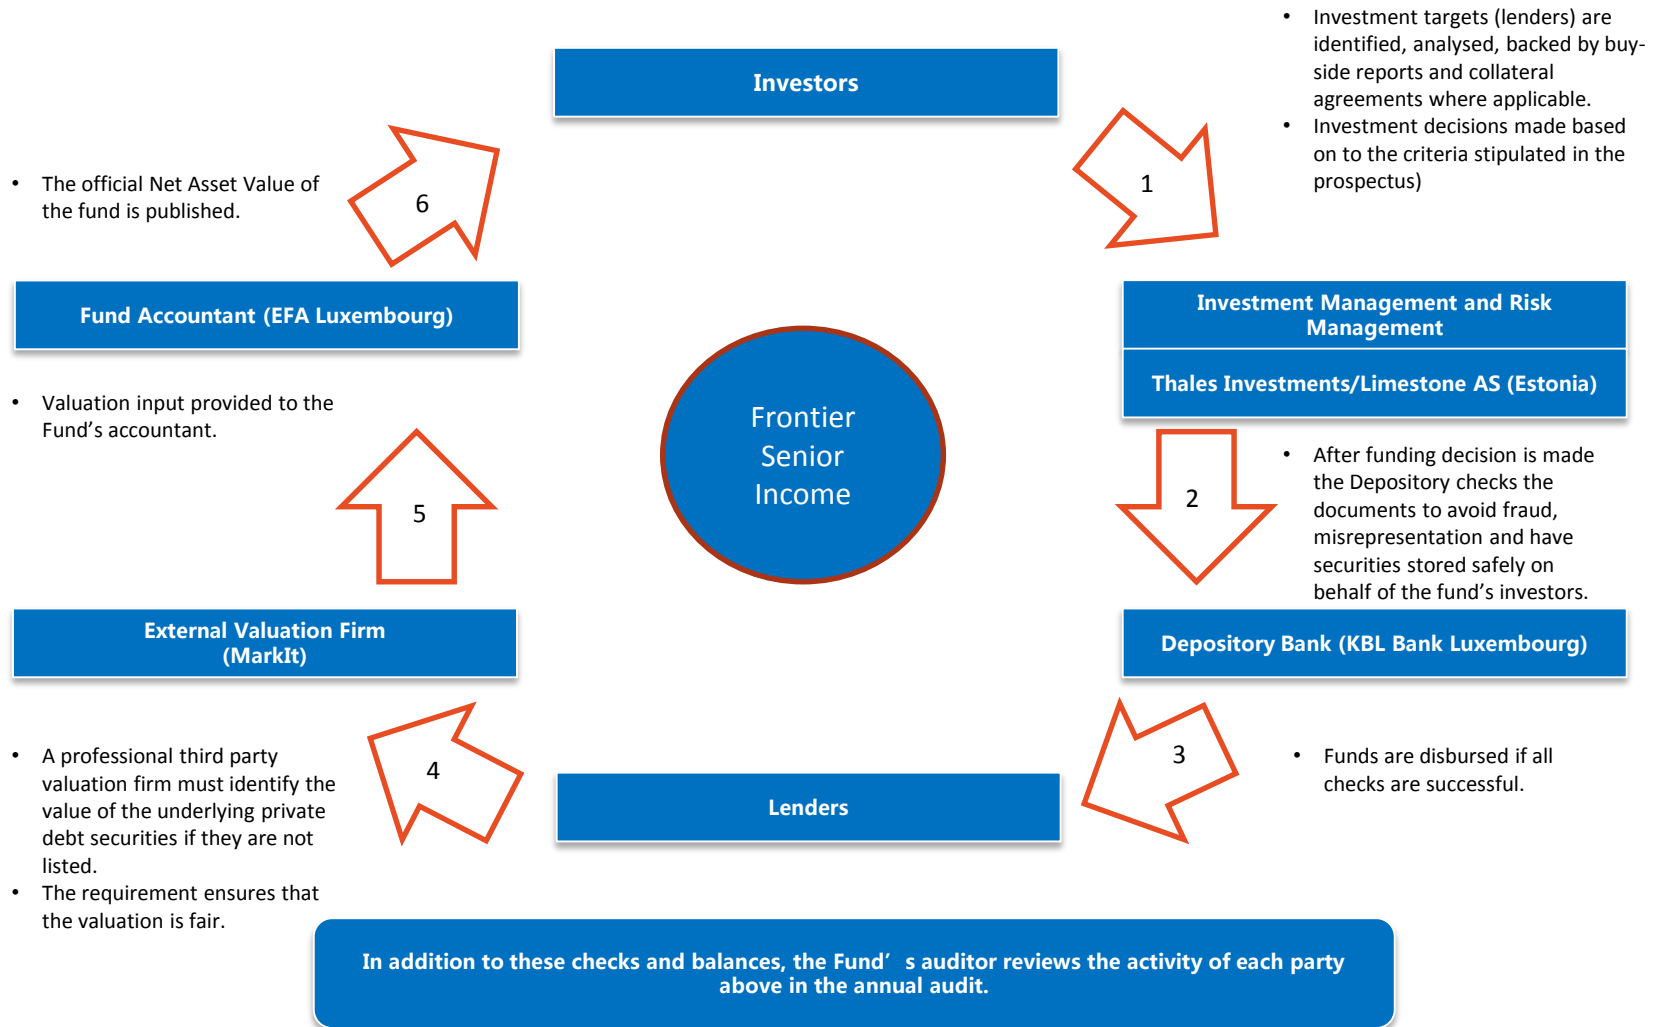 Investors
• Investment targets (lenders) are
identified, analysed, backed by buy-
side reports and collateral
agreements where applicable.
• Investment decisions made based
on to the criteria stipulated in the
prospectus)
1
Investment Management and Risk
Management
Thales Investments/Limestone AS (Estonia)
2
• After funding decision is made
the Depository checks the
documents to avoid fraud,
misrepresentation and have
securities stored safely on
behalf of the fund's investors.
Depository Bank (KBL Bank Luxembourg)
3
• Funds are disbursed if all
checks are successful.
Lenders
4
• A professional third party
valuation firm must identify the
value of the underlying private
debt securities if they are not
listed.
• The requirement ensures that
the valuation is fair.
External Valuation Firm
(MarkIt)
5
• Valuation input provided to the
Fund's accountant.
Fund Accountant (EFA Luxembourg)
6
• The official Net Asset Value of
the fund is published.
Frontier
Senior
Income
In addition to these checks and balances, the Fund' s auditor reviews the activity of each party
above in the annual audit.